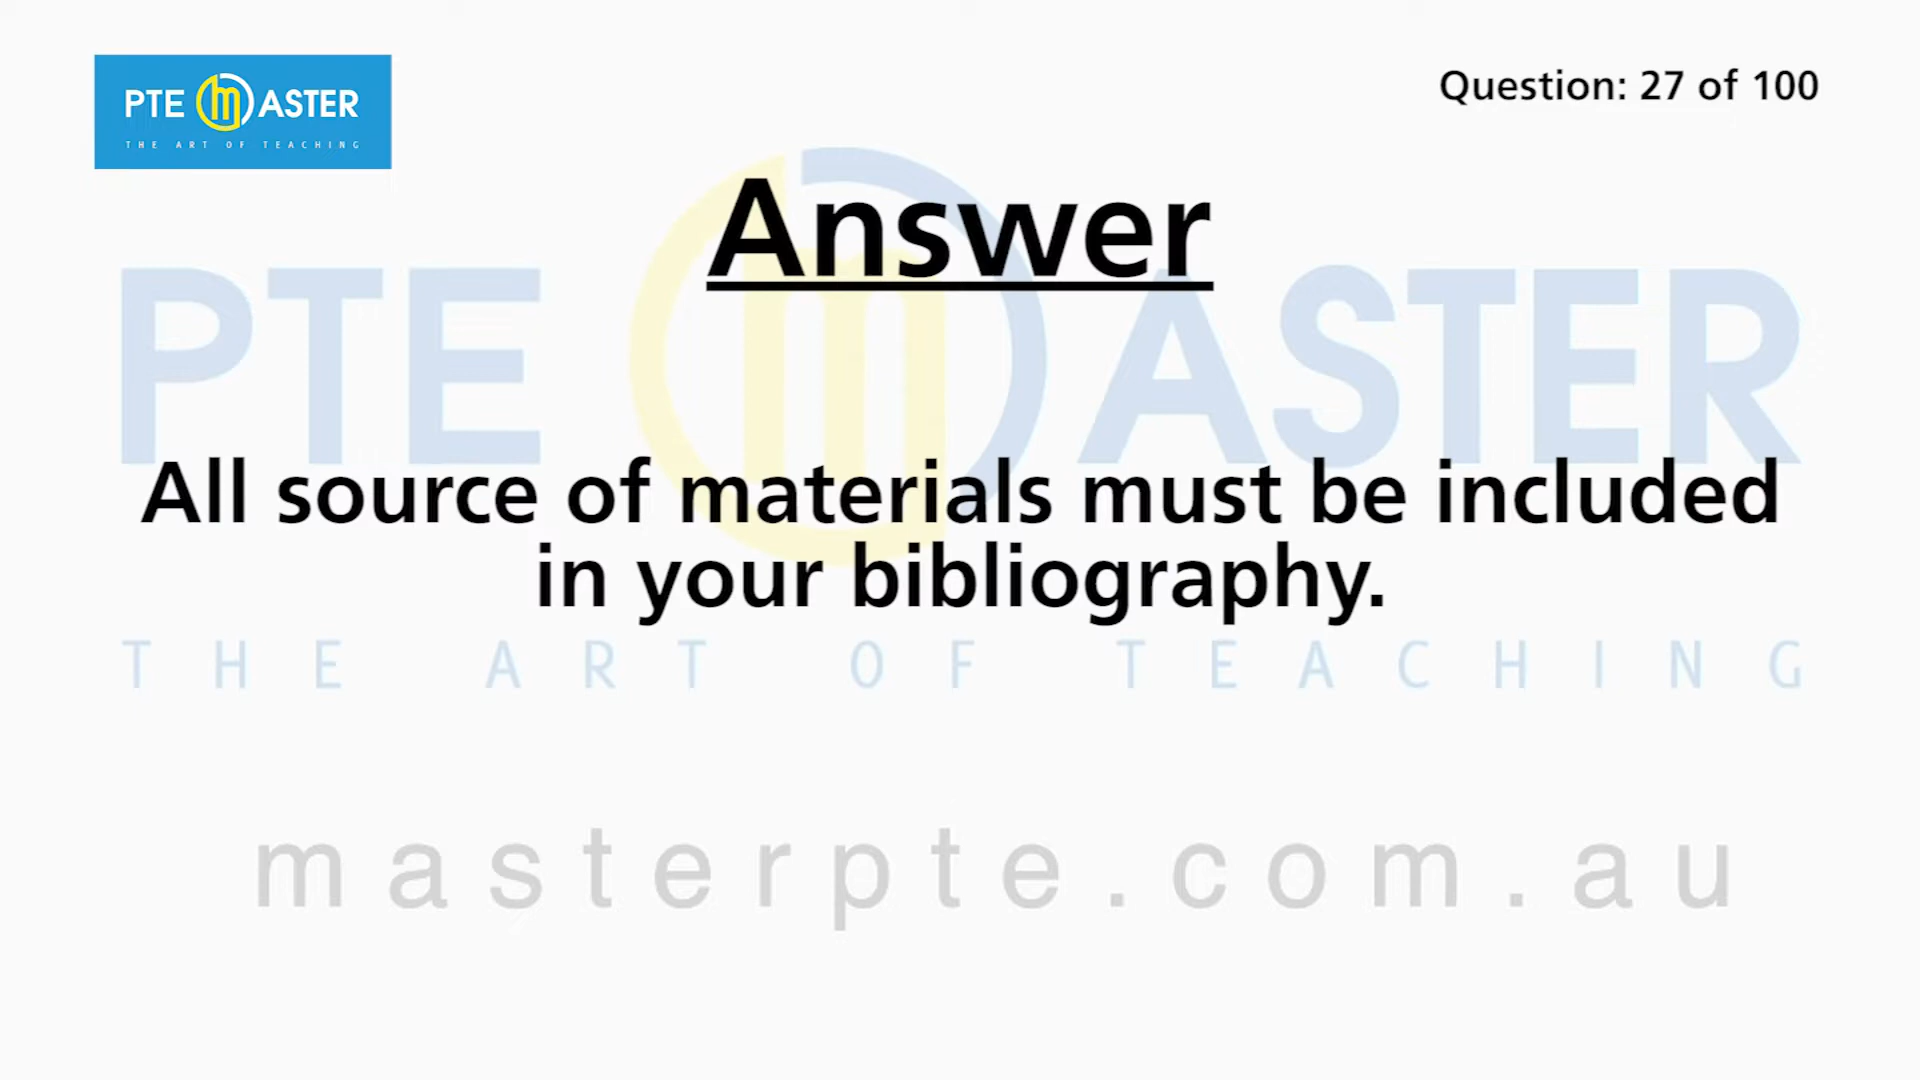 PTE MASTER
THE ART OF TEACHING
Question: 27 of 100
Answer
PTE MASTER
All source of materials must be included
in your bibliography.
THE ART OF TEACHING
masterpte.com.au